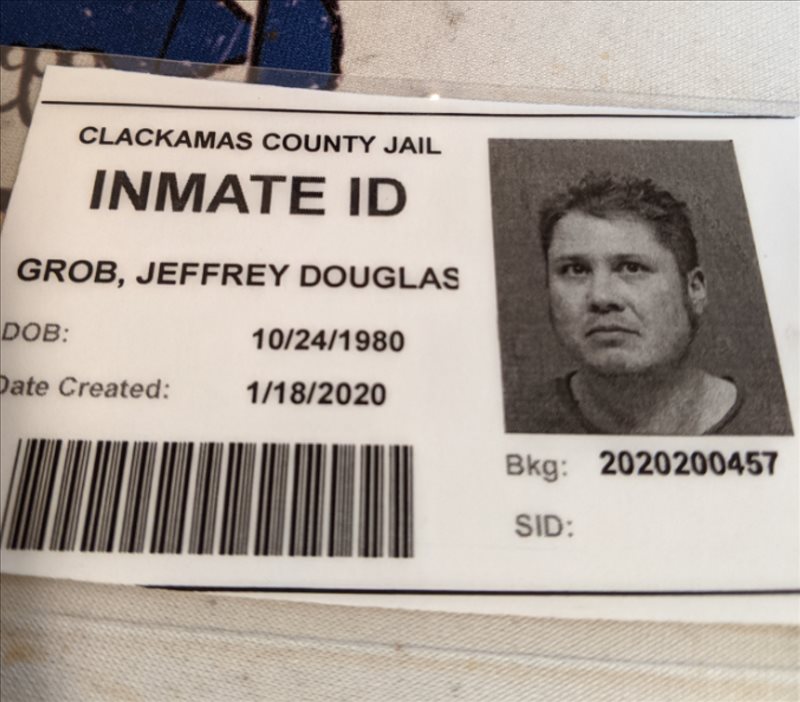 CLACKAMAS COUNTY JAIL
INMATE ID
GROB, JEFFREY DOUGLAS
DOB: 10/24/1980
Date Created: 1/18/2020
Bkg: 2020200457
SID: